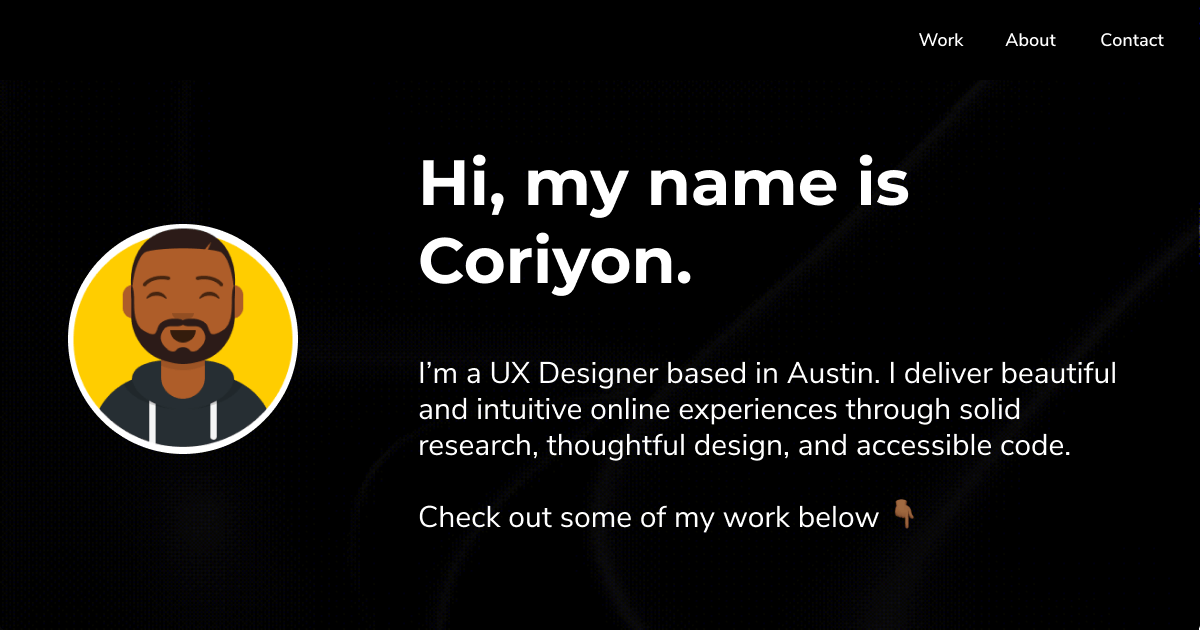 Work About Contact
Hi, my name is
Coriyon.
I’m a UX Designer based in Austin. I deliver beautiful
and intuitive online experiences through solid
research, thoughtful design, and accessible code.
Check out some of my work below 👇🏾